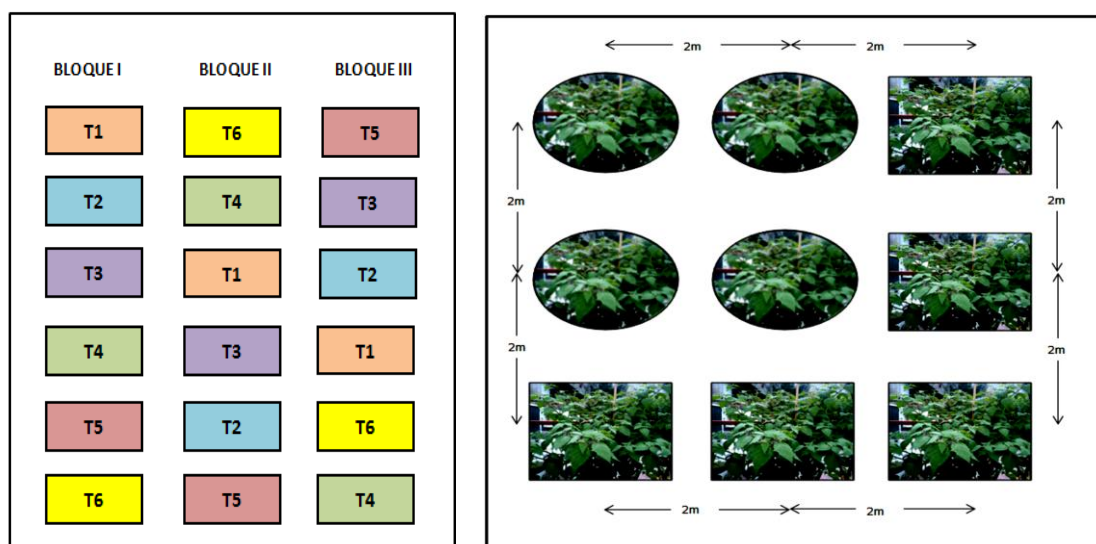 BLOQUE I BLOQUE II BLOQUE III
T1 T6 T5
T2 T4 T3
T3 T1 T2
T4 T3 T1
T5 T2 T6
T6 T5 T4
2m 2m
2m 2m
2m 2m
2m 2m